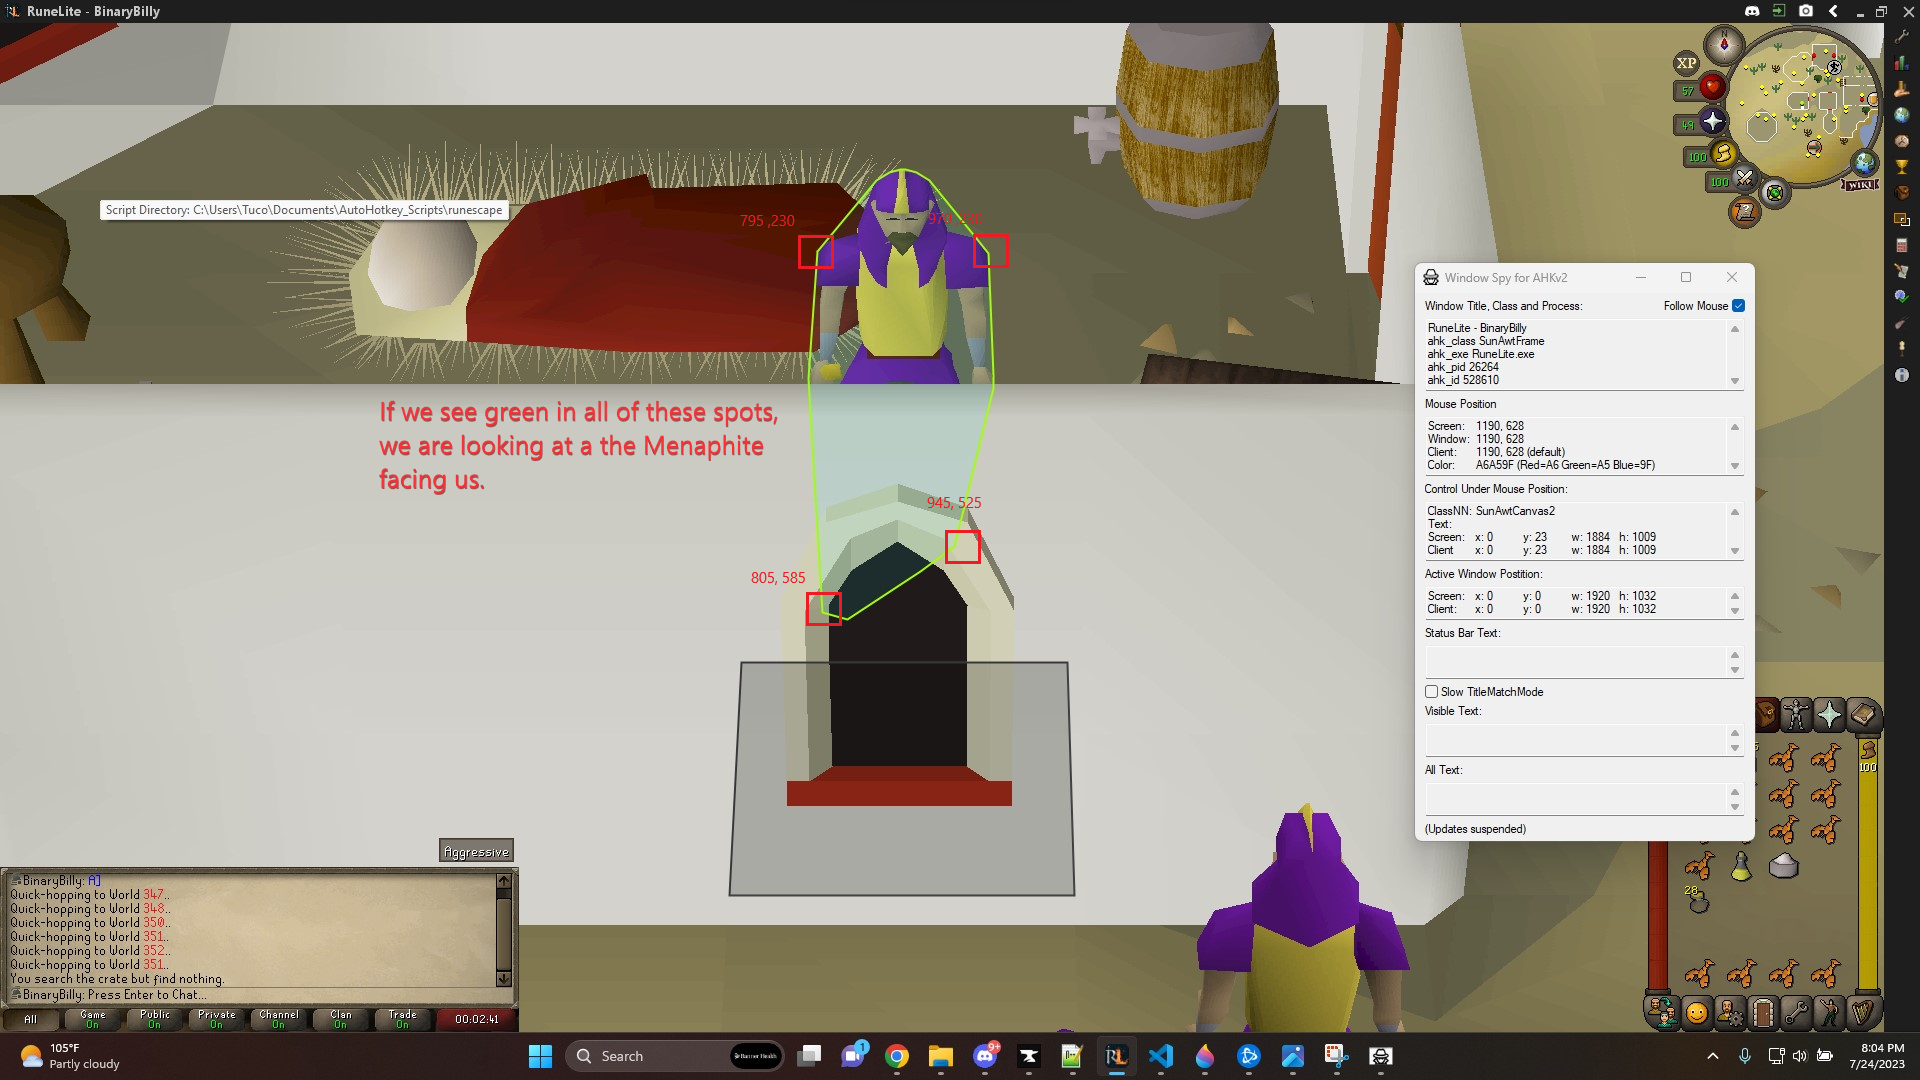 RuneLite - BinaryBilly
XP
57
49
100
100
WIKI
Script Directory: C:\Users\Tuco\Documents\AutoHotkey_Scripts\runescape
795 ,230
If we see green in all of these spots,
we are looking at a the Menaphite
facing us.
945, 525
805, 585
Window Spy for AHKv2
Window Title, Class and Process:
Follow Mouse
RuneLite - BinaryBilly
ahk_class SunAwtFrame
ahk_exe RuneLite.exe
ahk_pid 26264
ahk_id 528610
Mouse Position
Screen: 1190, 628
Window: 1190, 628
Client: 1190, 628 (default)
Color: A6A59F (Red=A6 Green=A5 Blue=9F)
Control Under Mouse Position:
ClassNN: SunAwtCanvas2
Text:
Screen: x: 0 y: 23 w: 1884 h: 1009
Client x: 0 y: 23 w: 1884 h: 1009
Active Window Postition:
Screen: x: 0 y: 0 w: 1920 h: 1032
Client: x: 0 y: 0 w: 1920 h: 1032
Status Bar Text:
Slow TitleMatchMode
Visible Text:
All Text:
(Updates suspended)
100
28
Aggressive
BinaryBilly: A]
Quick-hopping to World 347..
Quick-hopping to World 348..
Quick-hopping to World 350..
Quick-hopping to World 351..
Quick-hopping to World 352..
Quick-hopping to World 351..
You search the crate but find nothing.
BinaryBilly: Press Enter to Chat...
All
Game On
Public On
Private On
Channel On
Clan On
Trade On
00:02:41
105°F
Partly cloudy
Search
Banner Health
1
9+
RL
8:04 PM
7/24/2023